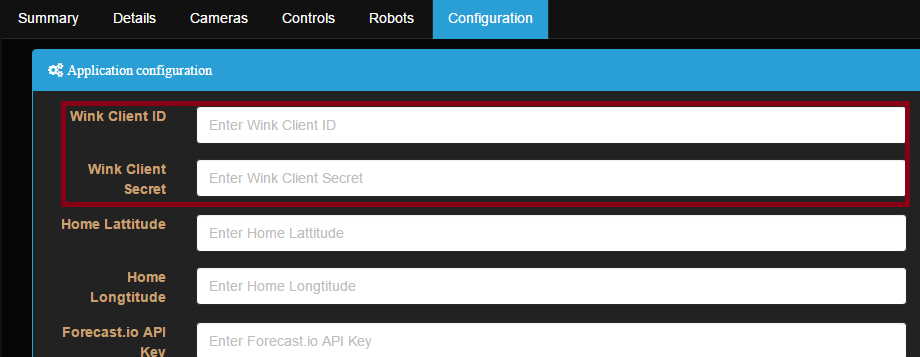 Summary Details Cameras Controls Robots Configuration
Application configuration
Wink Client ID Enter Wink Client ID
Wink Client
Secret
Enter Wink Client Secret
Home Lattitude Enter Home Lattitude
Home
Longtitude
Enter Home Longtitude
Forecast.io API
Key
Enter Forecast.io API Key